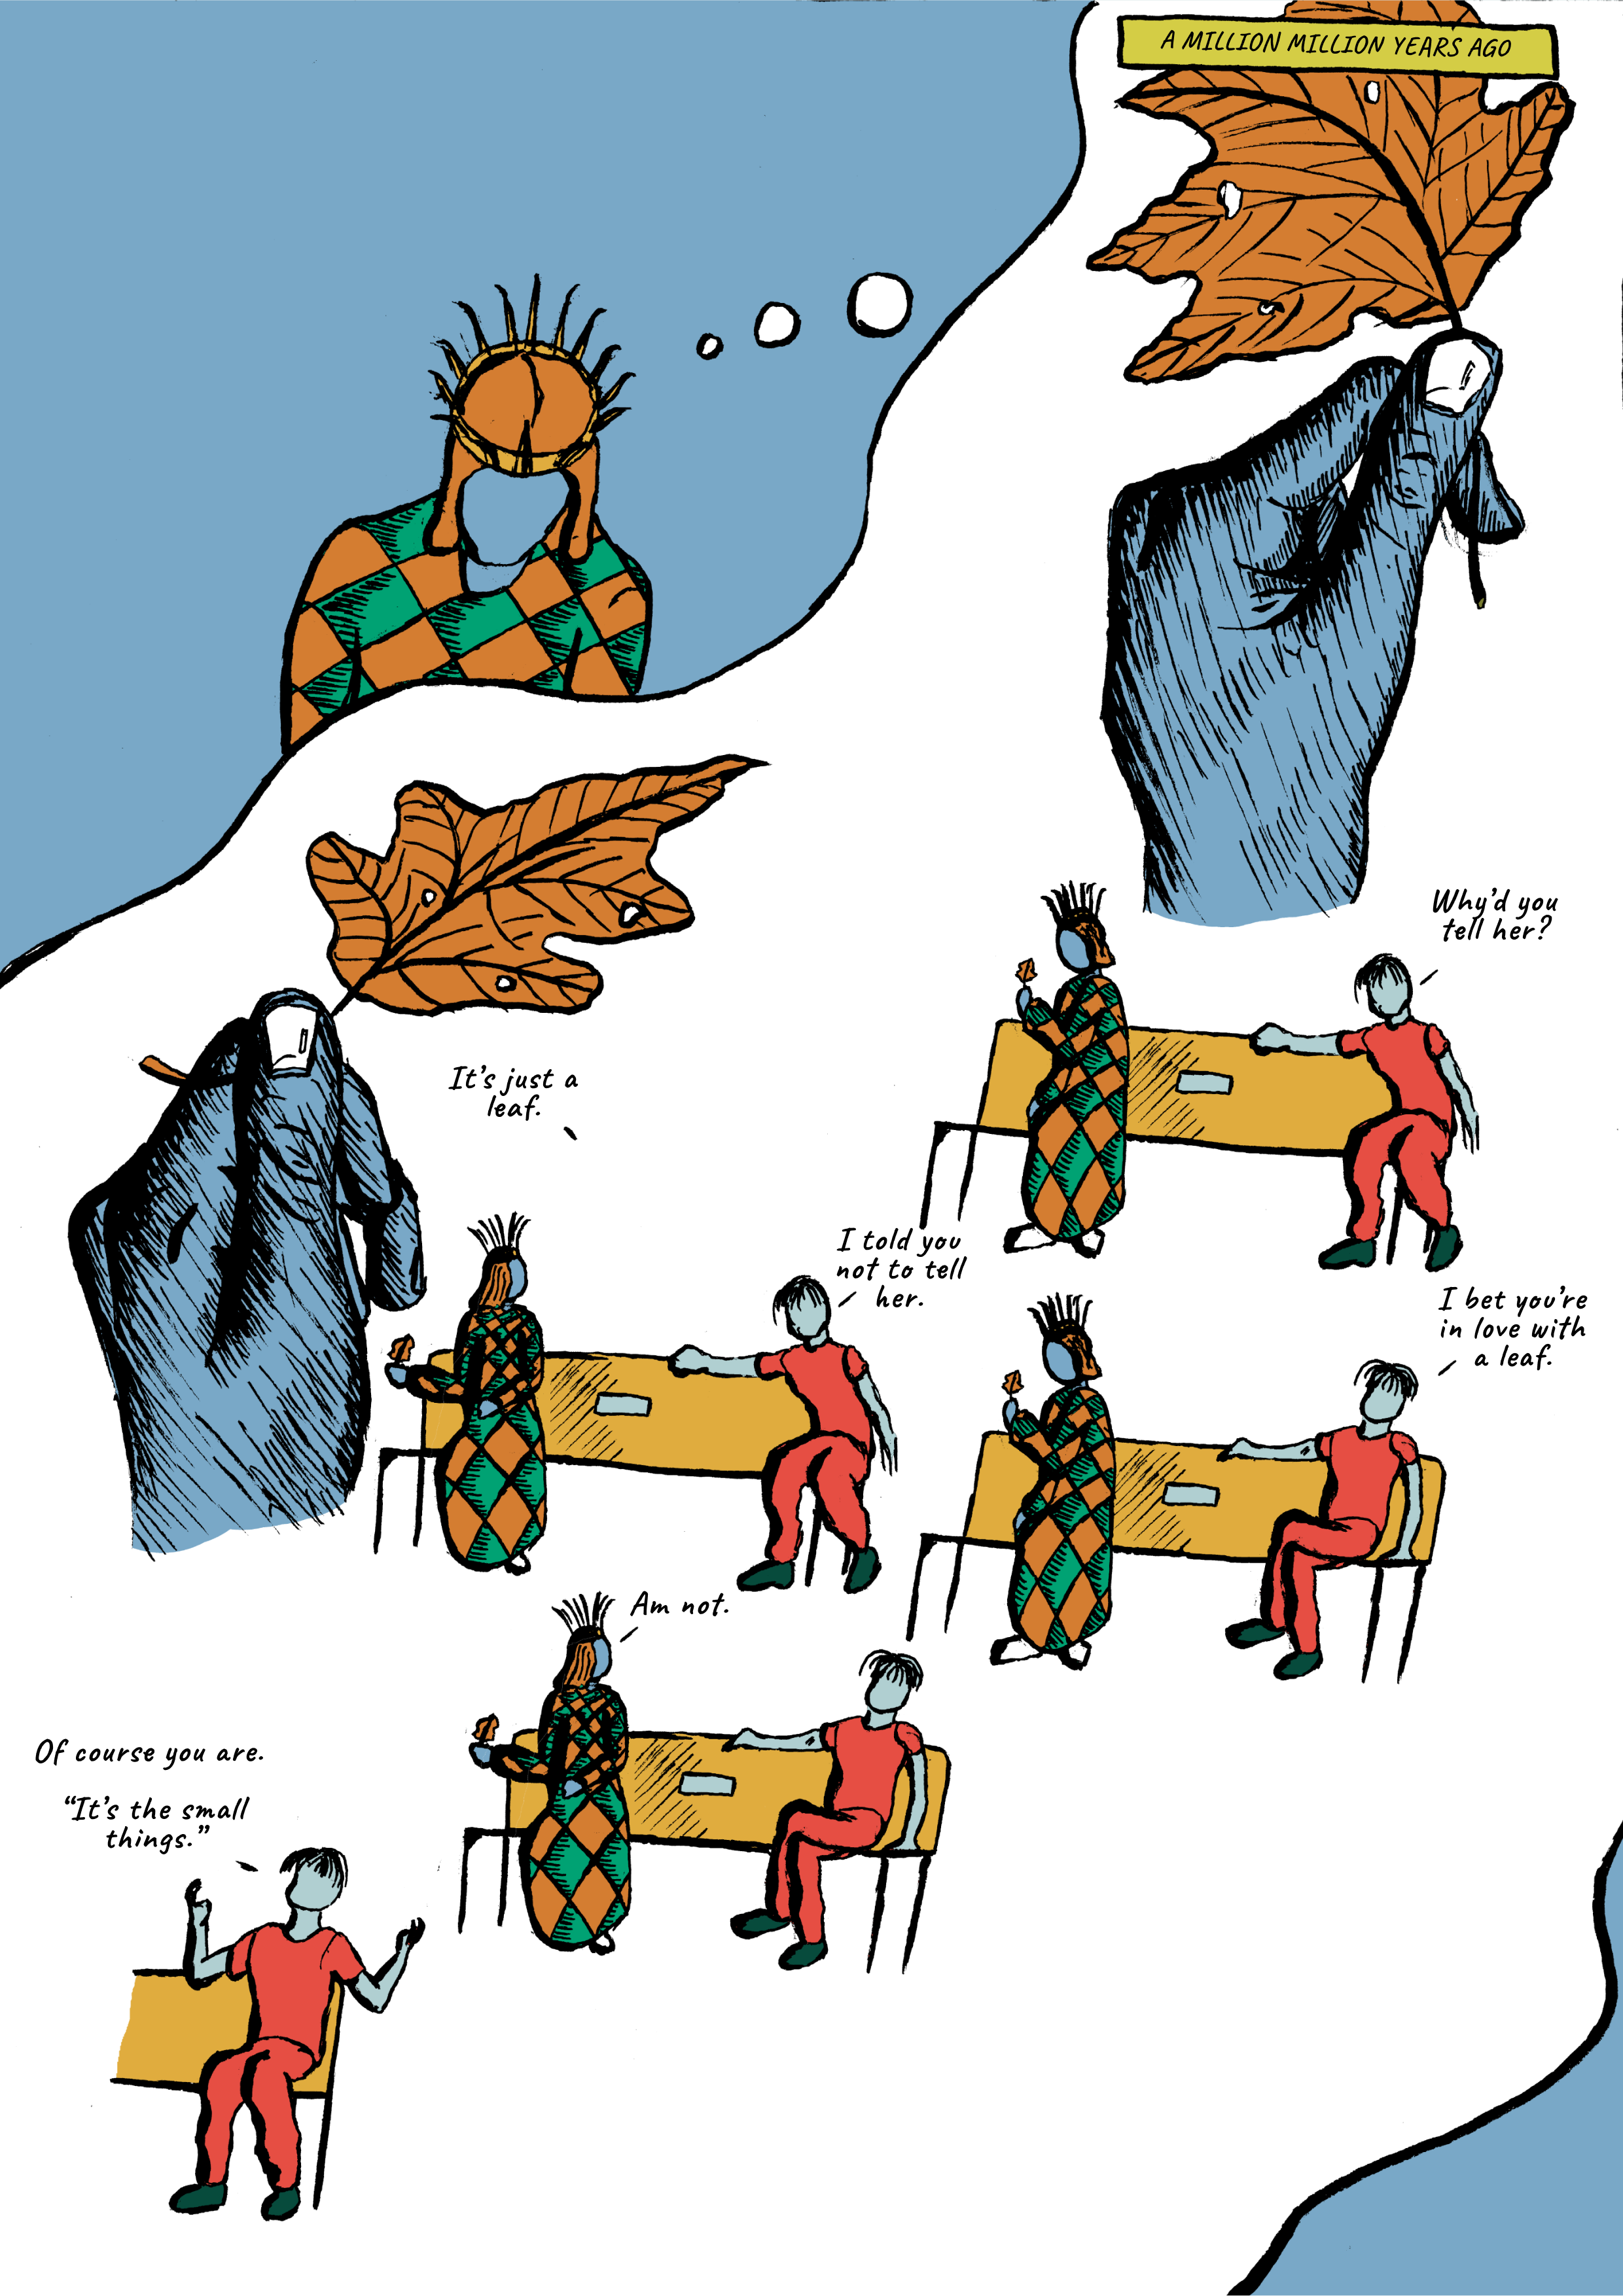 A MILLION MILLION YEARS AGO
Why'd you
tell her?
It's just a
leaf.
I told you
not to tell
her.
I bet you're
in love with
a leaf.
Am not.
Of course you are.
“It's the small
things.”